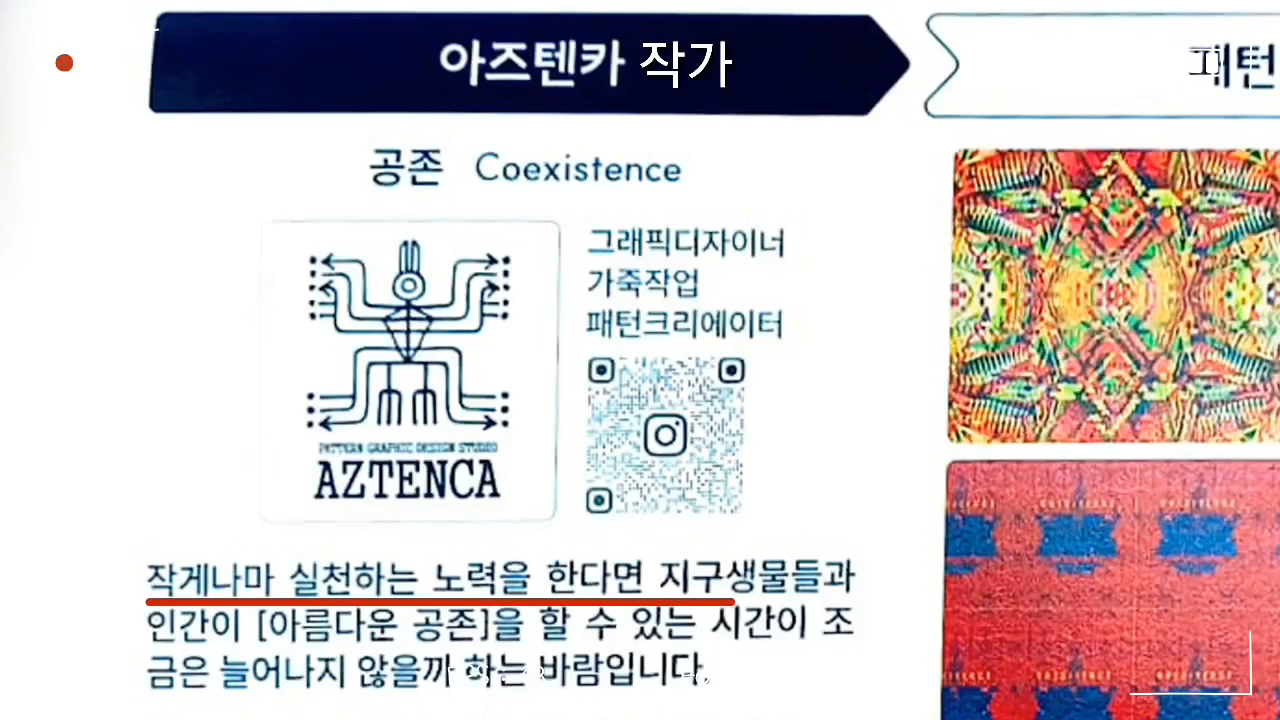 아즈텐카 작가
공존 Coexistence
그래픽디자이너
가죽작업
패턴크리에이터
PATTERN GRAPHIC DESIGN STUDIO
AZTENCA
작게나마 실천하는 노력을 한다면 지구생물들과
인간이 [아름다운 공존]을 할 수 있는 시간이 조
금은 늘어나지 않을까 하는 바람입니다.
패턴